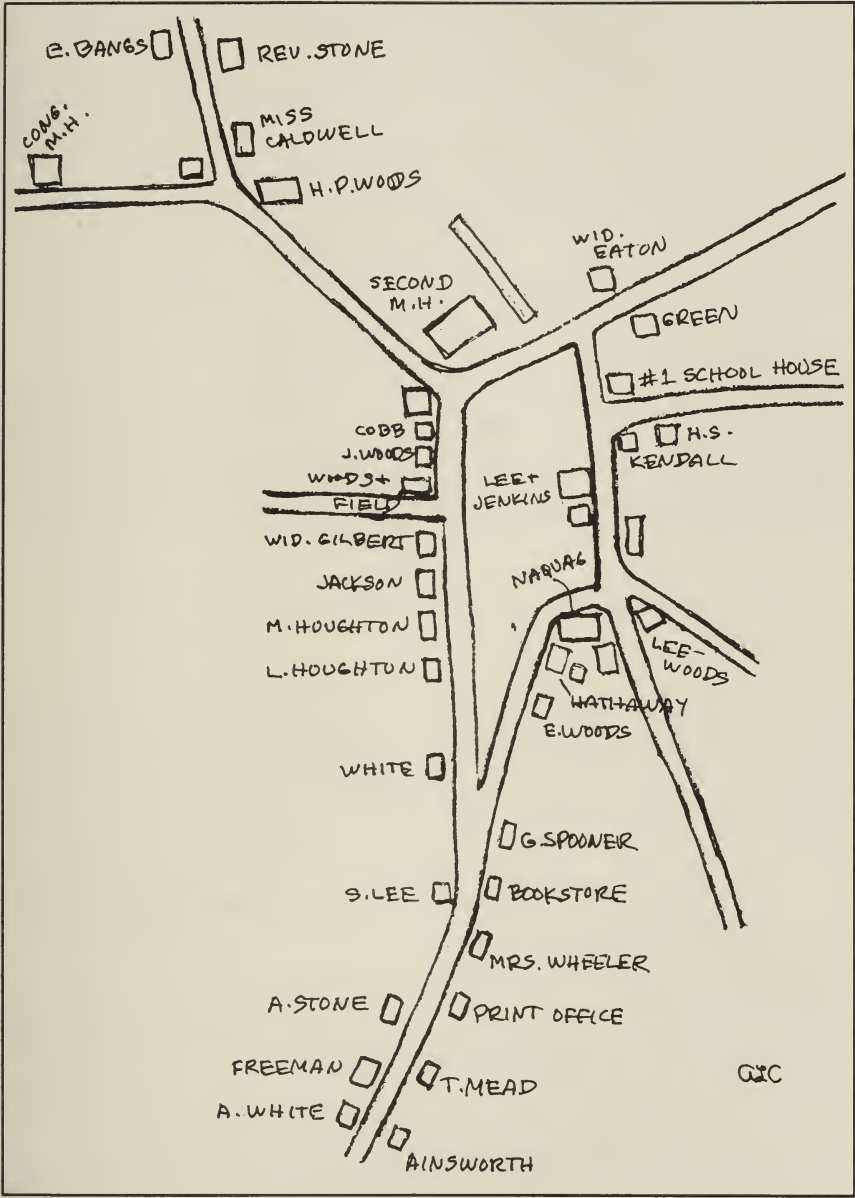 E. BANGS
REV. STONE
CONG.
M.H.
MISS
CALDWELL
H.P. WOODS
WID.
EATON
SECOND
M.H.
GREEN
#1 SCHOOL HOUSE
COBB
J. WOODS
WOODS +
FIELD
H.S.
KENDALL
LEE +
JENKINS
WID. GILBERT
JACKSON
NAQUAG
M. HOUGHTON
L. HOUGHTON
LEE-
WOODS
HATHAWAY
E. WOODS
WHITE
G. SPOONER
S. LEE
BOOKSTORE
MRS. WHEELER
A. STONE
PRINT OFFICE
FREEMAN
T. MEAD
A. WHITE
AINSWORTH